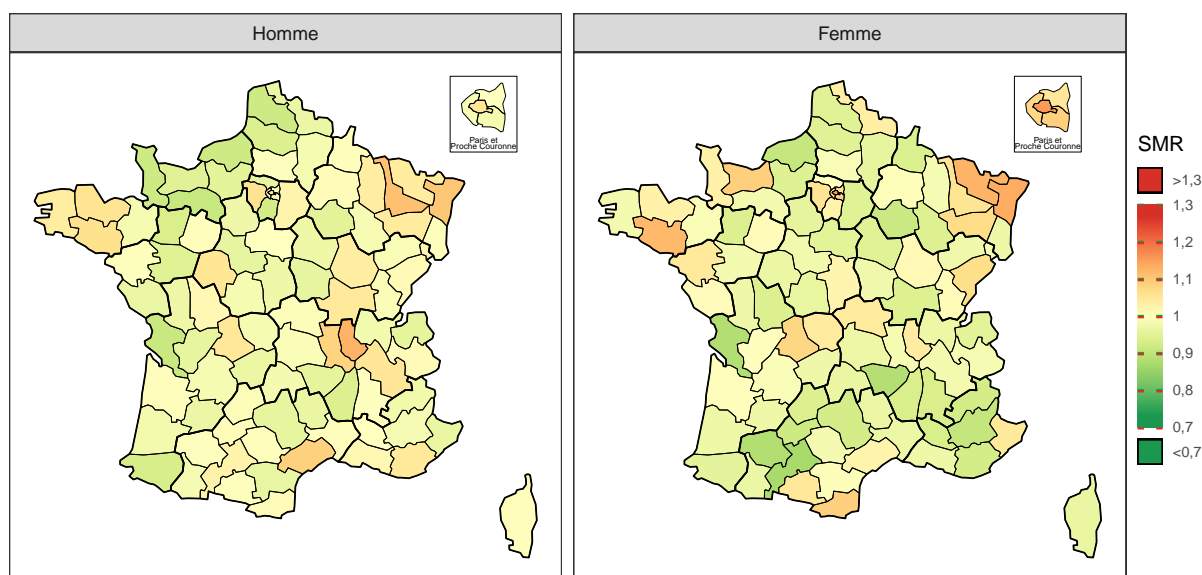 Homme
Femme
Paris et
Proche Couronne
Paris et
Proche Couronne
SMR
>1,3
1,3
1,2
1,1
1
0,9
0,8
0,7
<0,7